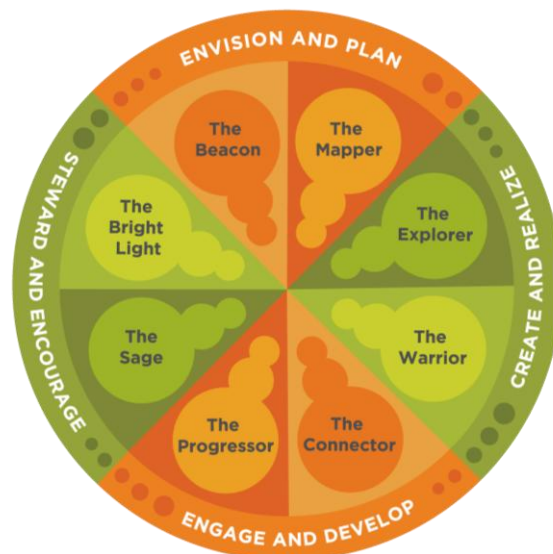 ENVISION AND PLAN
The
Beacon
The
Mapper
The
Bright
Light
The
Explorer
STEWARD AND ENCOURAGE
CREATE AND REALIZE
The
Sage
The
Warrior
The
Progressor
The
Connector
ENGAGE AND DEVELOP